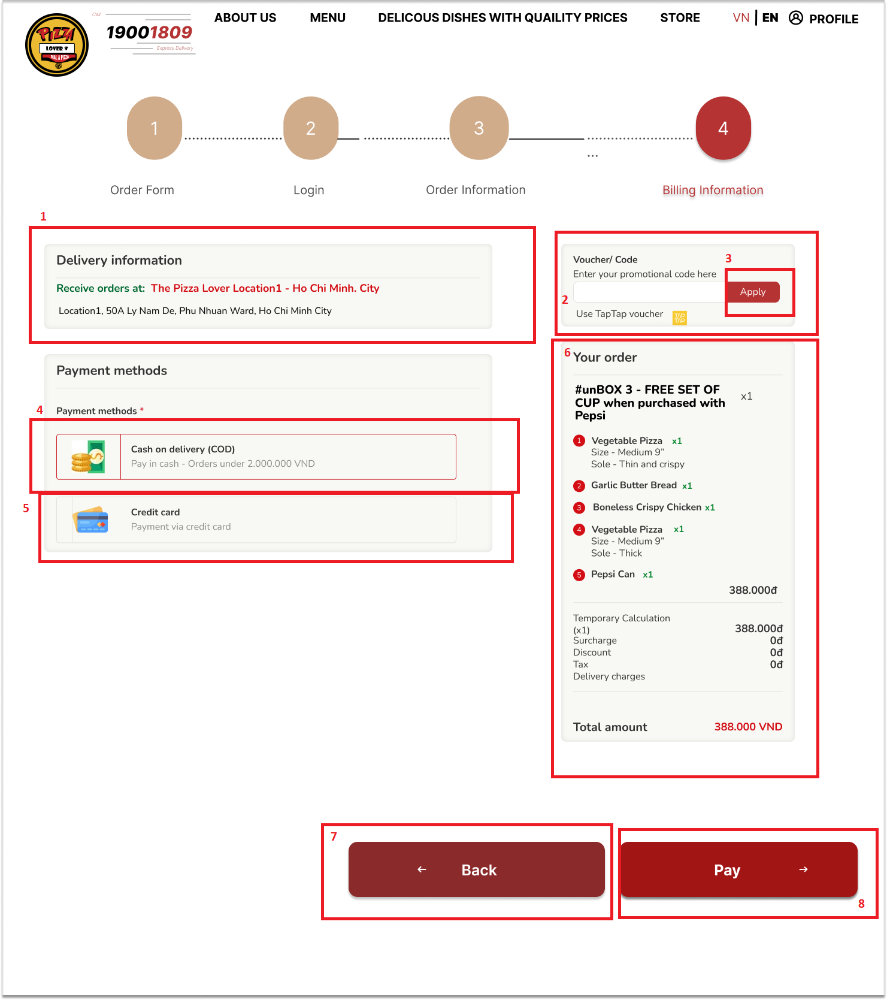 PIZZA
LOVER
DIAL A PIZZA
Call
19001809
Express Delivery
ABOUT US
MENU
DELICOUS DISHES WITH QUAILITY PRICES
STORE
VN | EN
PROFILE
1
2
3
4
...
Order Form
Login
Order Information
Billing Information
1
Delivery information
Receive orders at: The Pizza Lover Location1 - Ho Chi Minh. City
Location1, 50A Ly Nam De, Phu Nhuan Ward, Ho Chi Minh City
Payment methods
4
Payment methods *
Cash on delivery (COD)
Pay in cash - Orders under 2.000.000 VND
5
Credit card
Payment via credit card
Voucher/ Code
3
Enter your promotional code here
2
Apply
Use TapTap voucher
TAP
TAP
6
Your order
#unBOX 3 - FREE SET OF
CUP when purchased with
Pepsi
x1
1 Vegetable Pizza x1
Size - Medium 9”
Sole - Thin and crispy
2 Garlic Butter Bread x1
3 Boneless Crispy Chicken x1
4 Vegetable Pizza x1
Size - Medium 9”
Sole - Thick
5 Pepsi Can x1
388.000đ
Temporary Calculation
(x1) 388.000đ
Surcharge 0đ
Discount 0đ
Tax 0đ
Delivery charges
Total amount 388.000 VND
7
← Back
Pay →
8